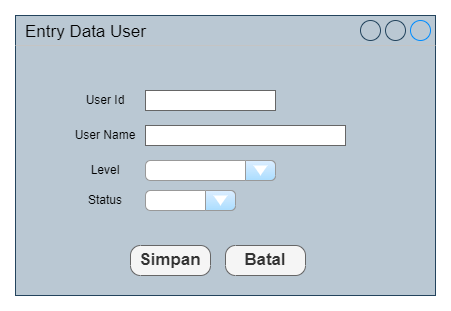 Entry Data User
User Id
User Name
Level
Status
Simpan Batal